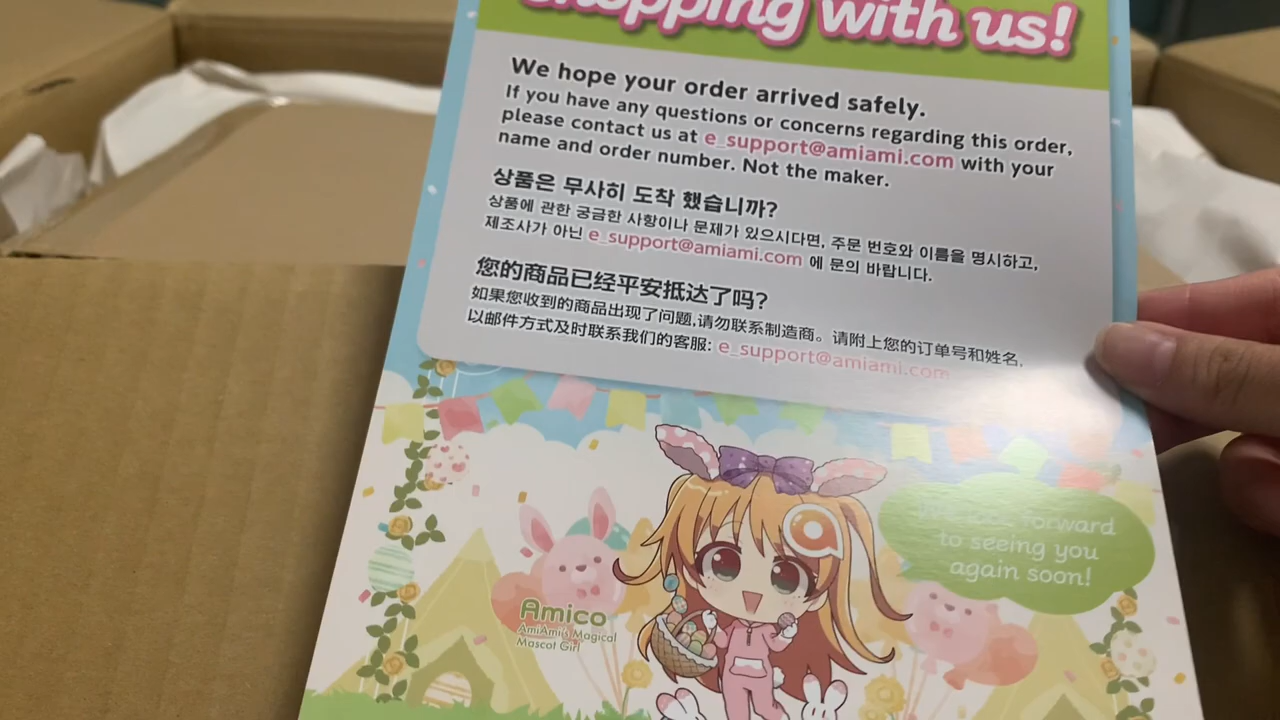 shopping with us!
We hope your order arrived safely.
If you have any questions or concerns regarding this order,
please contact us at e_support@amiami.com with your
name and order number. Not the maker.
상품은 무사히 도착 했습니까?
상품에 관한 궁금한 사항이나 문제가 있으시다면, 주문 번호와 이름을 명시하고,
제조사가 아닌 e_support@amiami.com 에 문의 바랍니다.
您的商品已经平安抵达了吗?
如果您收到的商品出现了问题,请勿联系制造商。请附上您的订单号和姓名,
以邮件方式及时联系我们的客服: e_support@amiami.com
We look forward
to seeing you
again soon!
Amico
AmiAmi's Magical
Mascot Girl